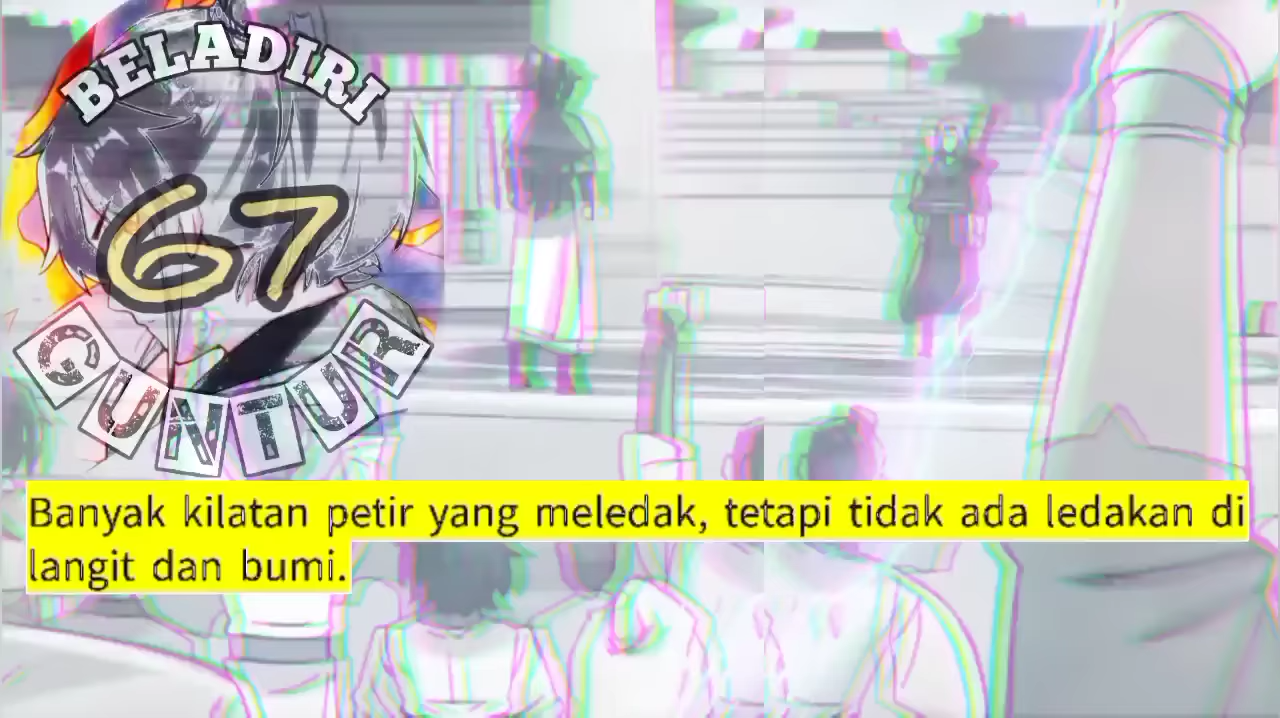 BELADIRI
67
GUNTUR
Banyak kilatan petir yang meledak, tetapi tidak ada ledakan di
langit dan bumi.